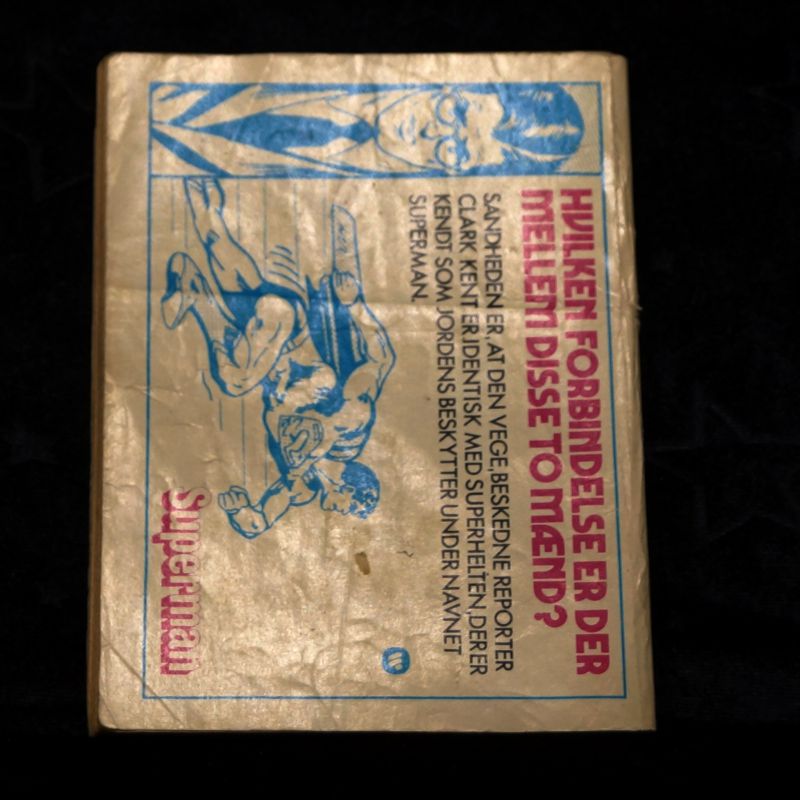 HVILKEN FORBINDELSE ER DER
MELLEM DISSE TO MÆND?
SANDHEDEN ER, AT DEN VEGE, BESKEDNE REPORTER
CLARK KENT ER IDENTISK MED SUPERHELTEN, DER ER
KENDT SOM JORDENS BESKYTTER UNDER NAVNET
SUPERMAN.
Superman